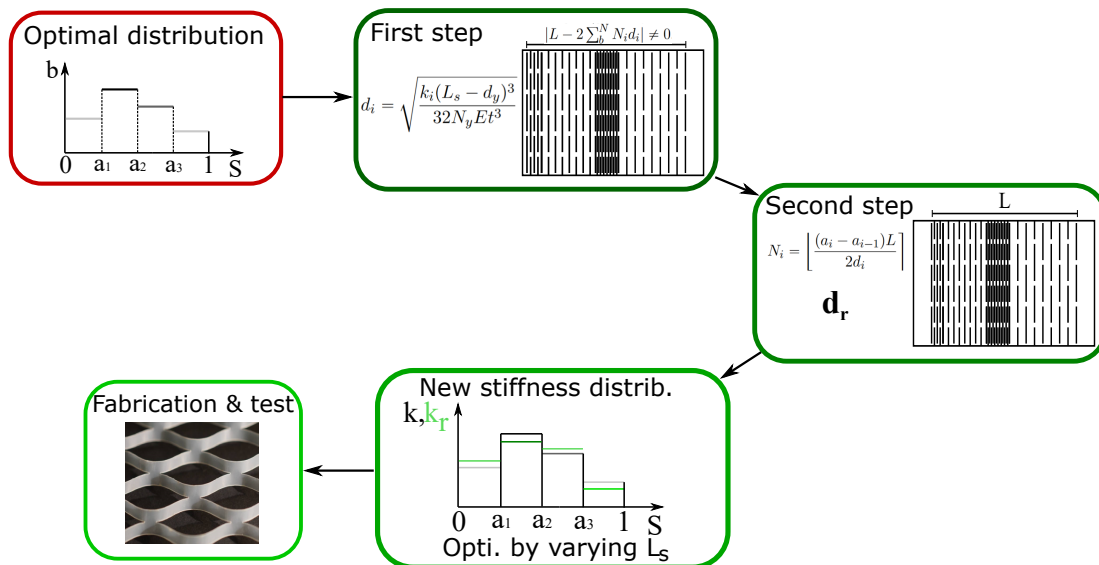 Optimal distribution
b
0 a₁ a₂ a₃ 1 S
First step
|L − 2 ∑_b^N N_i d_i| ≠ 0
d_i = √(k_i(L_s − d_y)³ / 32N_yEt³)
Second step
L
N_i = ⌊(a_i − a_{i−1})L / 2d_i⌉
d_r
New stiffness distrib.
k,k_r
0 a₁ a₂ a₃ 1 S
Opti. by varying L_s
Fabrication & test